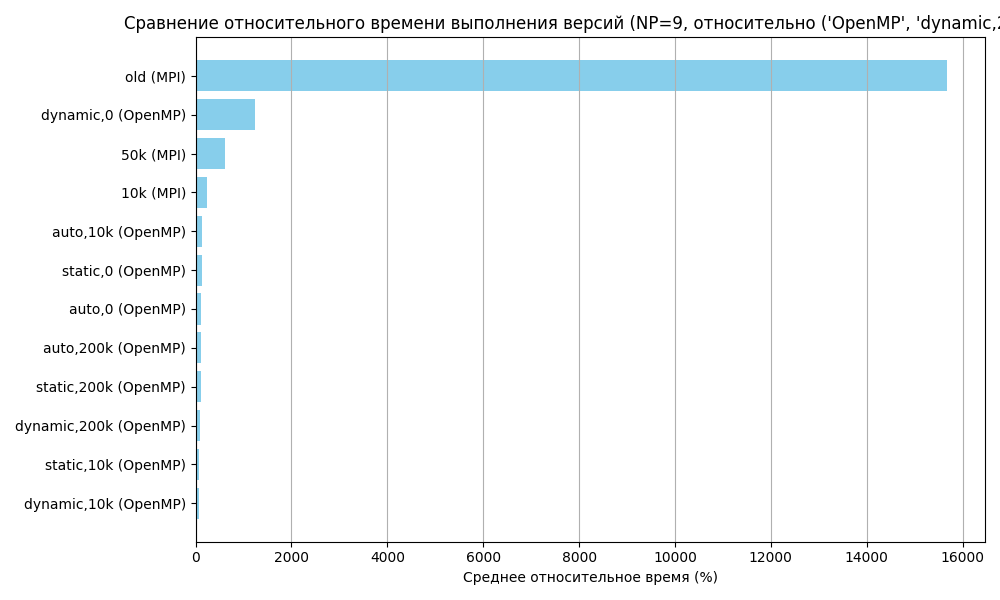 Сравнение относительного времени выполнения версий (NP=9, относительно ('OpenMP', 'dynamic,2
old (MPI)
dynamic,0 (OpenMP)
50k (MPI)
10k (MPI)
auto,10k (OpenMP)
static,0 (OpenMP)
auto,0 (OpenMP)
auto,200k (OpenMP)
static,200k (OpenMP)
dynamic,200k (OpenMP)
static,10k (OpenMP)
dynamic,10k (OpenMP)
0 2000 4000 6000 8000 10000 12000 14000 16000
Среднее относительное время (%)